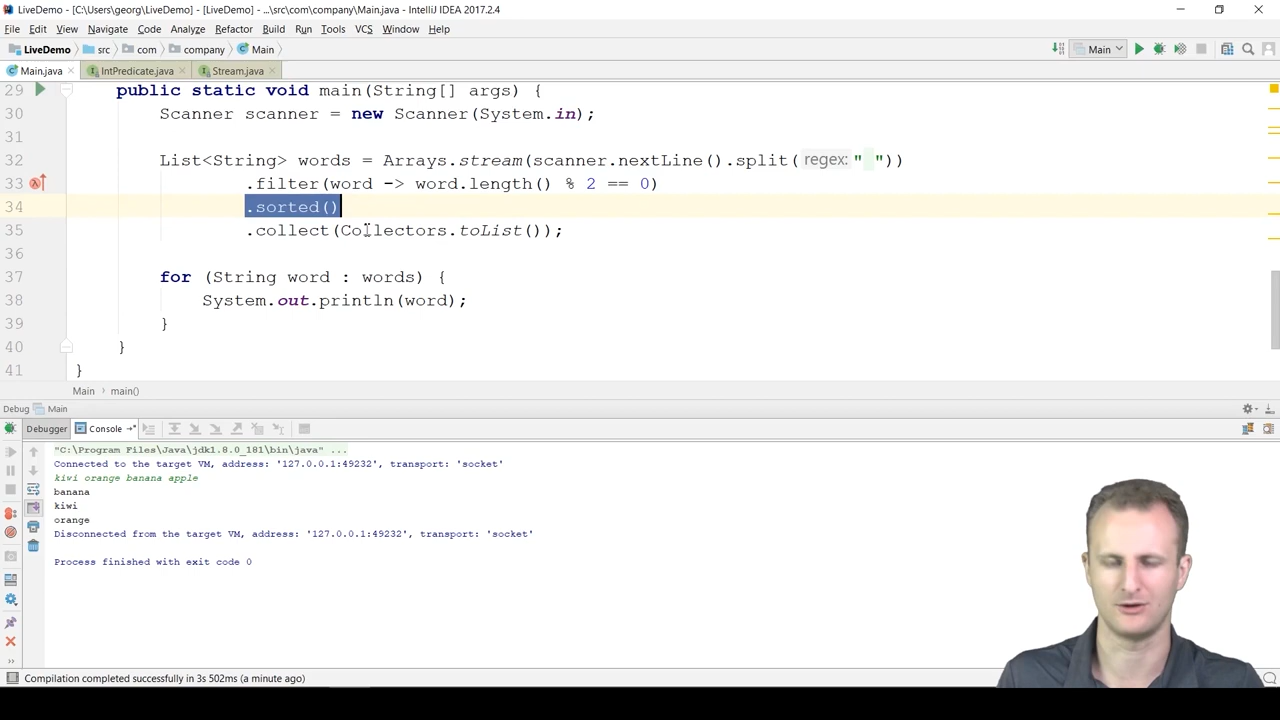 LiveDemo - [C:\Users\georg\LiveDemo] - [LiveDemo] - ...\src\com\company\Main.java - IntelliJ IDEA 2017.2.4
File Edit View Navigate Code Analyze Refactor Build Run Tools VCS Window Help
LiveDemo src com company Main Main
Main.java IntPredicate.java Stream.java
29 public static void main(String[] args) {
30 Scanner scanner = new Scanner(System.in);
31
32 List<String> words = Arrays.stream(scanner.nextLine().split( regex: " "))
33 .filter(word -> word.length() % 2 == 0)
34 .sorted()
35 .collect(Collectors.toList());
36
37 for (String word : words) {
38 System.out.println(word);
39 }
40 }
41 }
Main main()
Debug Main
Debugger Console
"C:\Program Files\Java\jdk1.8.0_181\bin\java" ...
Connected to the target VM, address: '127.0.0.1:49232', transport: 'socket'
kiwi orange banana apple
banana
kiwi
orange
Disconnected from the target VM, address: '127.0.0.1:49232', transport: 'socket'
Process finished with exit code 0
Compilation completed successfully in 3s 502ms (a minute ago)